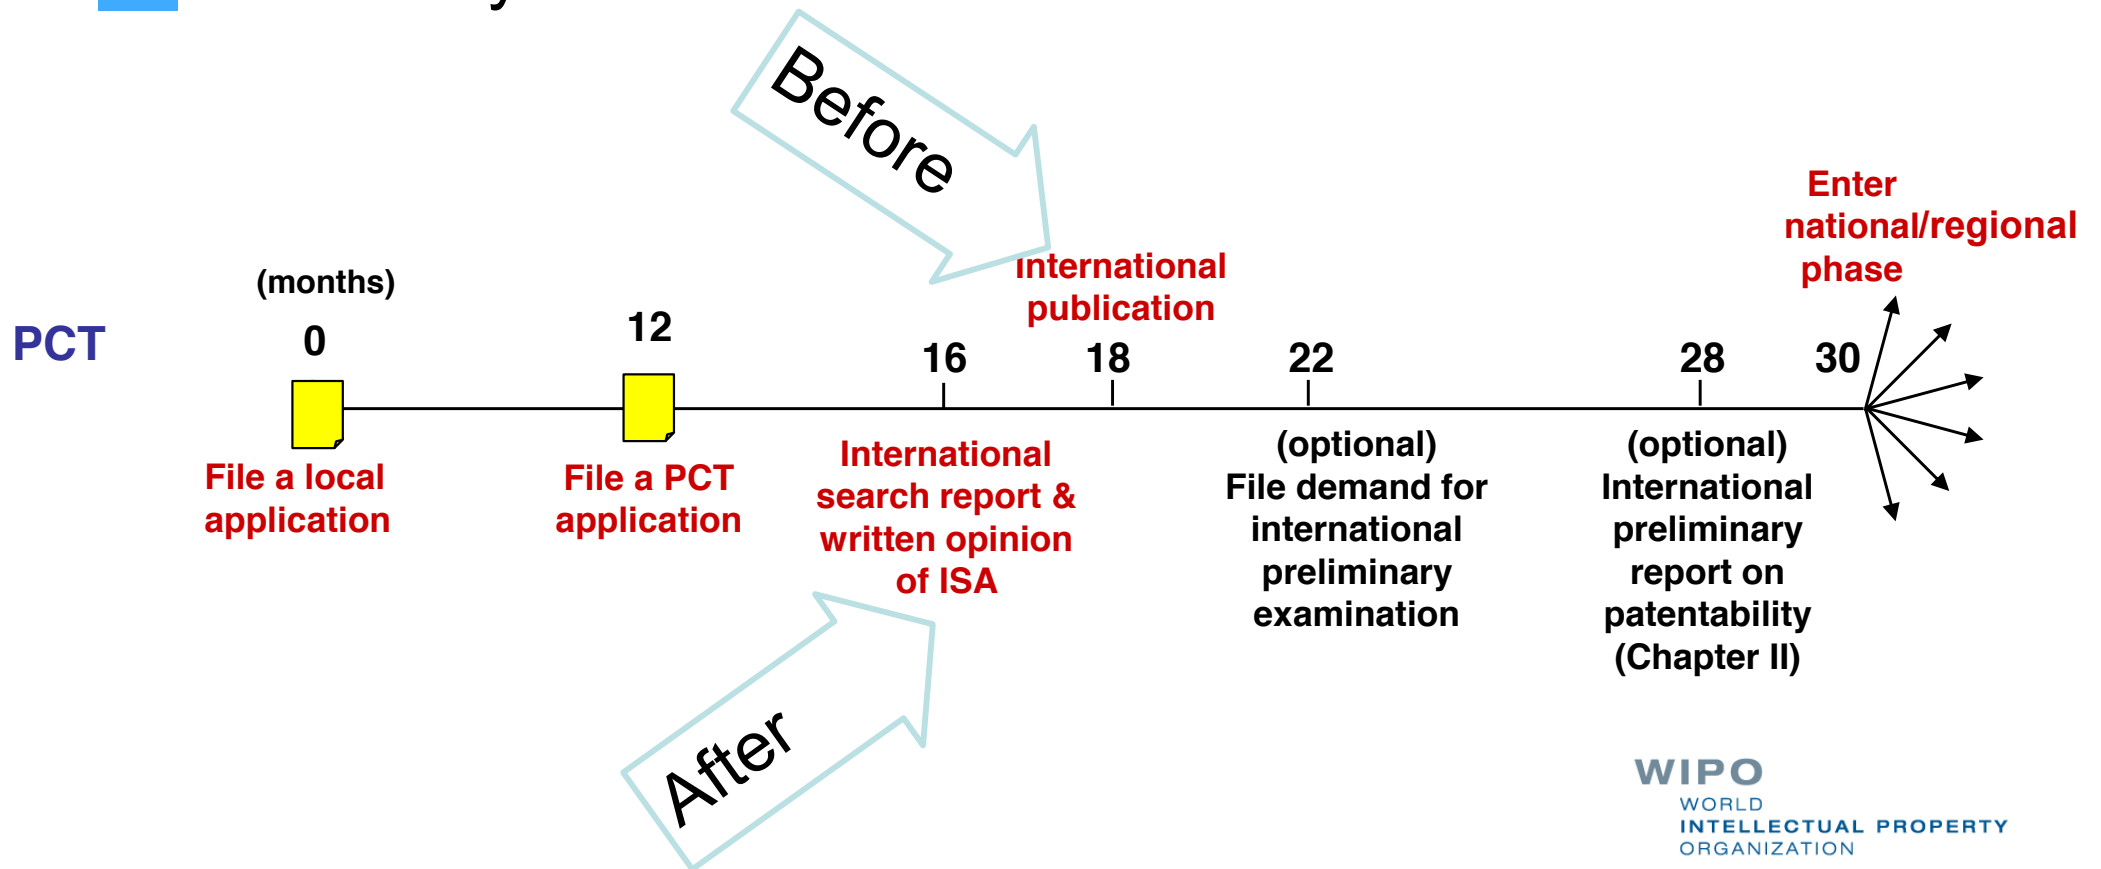 Before
Enter
national/regional
phase
International
publication
(months)
PCT
0
12
16
18
22
28
30
File a local
application
File a PCT
application
International
search report &
written opinion
of ISA
(optional)
File demand for
international
preliminary
examination
(optional)
International
preliminary
report on
patentability
(Chapter II)
After
WIPO
WORLD
INTELLECTUAL PROPERTY
ORGANIZATION